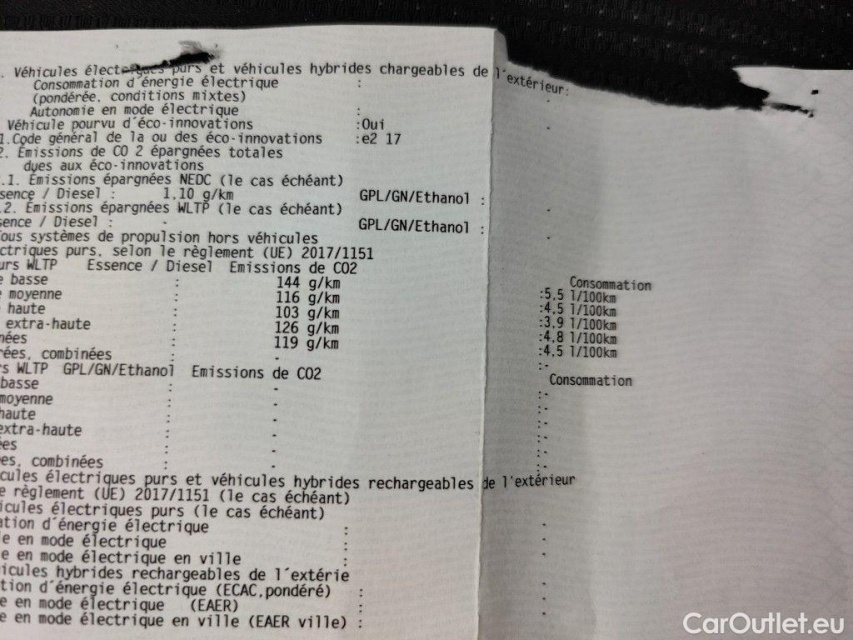 . Véhicules électriques purs et véhicules hybrides chargeables de l'extérieur:
Consommation d'énergie électrique :
(pondérée, conditions mixtes) -
Autonomie en mode électrique :
Véhicule pourvu d'éco-innovations :Oui -
1.Code général de la ou des éco-innovations :e2 17
2. Émissions de CO 2 épargnées totales
dues aux éco-innovations
.1. Émissions épargnées NEDC (le cas échéant)
sence / Diesel : 1,10 g/km GPL/GN/Ethanol : -
.2. Émissions épargnées WLTP (le cas échéant)
sence / Diesel : - GPL/GN/Ethanol : -
ous systèmes de propulsion hors véhicules
ctriques purs, selon le règlement (UE) 2017/1151
urs WLTP Essence / Diesel Emissions de CO2 Consommation
e basse : 144 g/km :5,5 l/100km
e moyenne : 116 g/km :4,5 l/100km
haute : 103 g/km :3,9 l/100km
extra-haute : 126 g/km :4,8 l/100km
nées : 119 g/km :4,5 l/100km
rées, combinées : - :-
rs WLTP GPL/GN/Ethanol Emissions de CO2 Consommation
basse : - :-
moyenne : - :-
haute : - :-
extra-haute : - :-
es : - :-
es, combinées : - :-
cules électriques purs et véhicules hybrides rechargeables de l'extérieur
e règlement (UE) 2017/1151 (le cas échéant)
icules électriques purs (le cas échéant)
ation d'énergie électrique : -
e en mode électrique : -
e en mode électrique en ville : -
icules hybrides rechargeables de l'extérie
tion d'énergie électrique (ECAC,pondéré) : -
e en mode électrique (EAER) : -
e en mode électrique en ville (EAER ville) : -
CarOutlet.eu